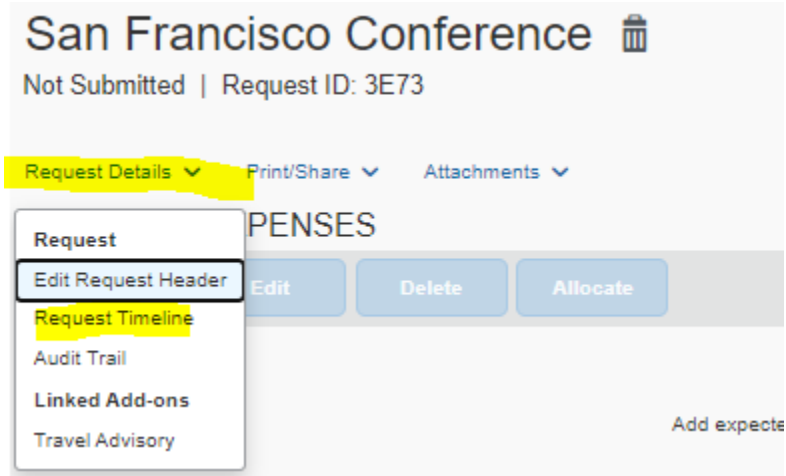 San Francisco Conference
Not Submitted | Request ID: 3E73
Request Details Print/Share Attachments
PENSES
Request
Edit Request Header
Edit Delete Allocate
Request Timeline
Audit Trail
Linked Add-ons
Travel Advisory
Add expecte